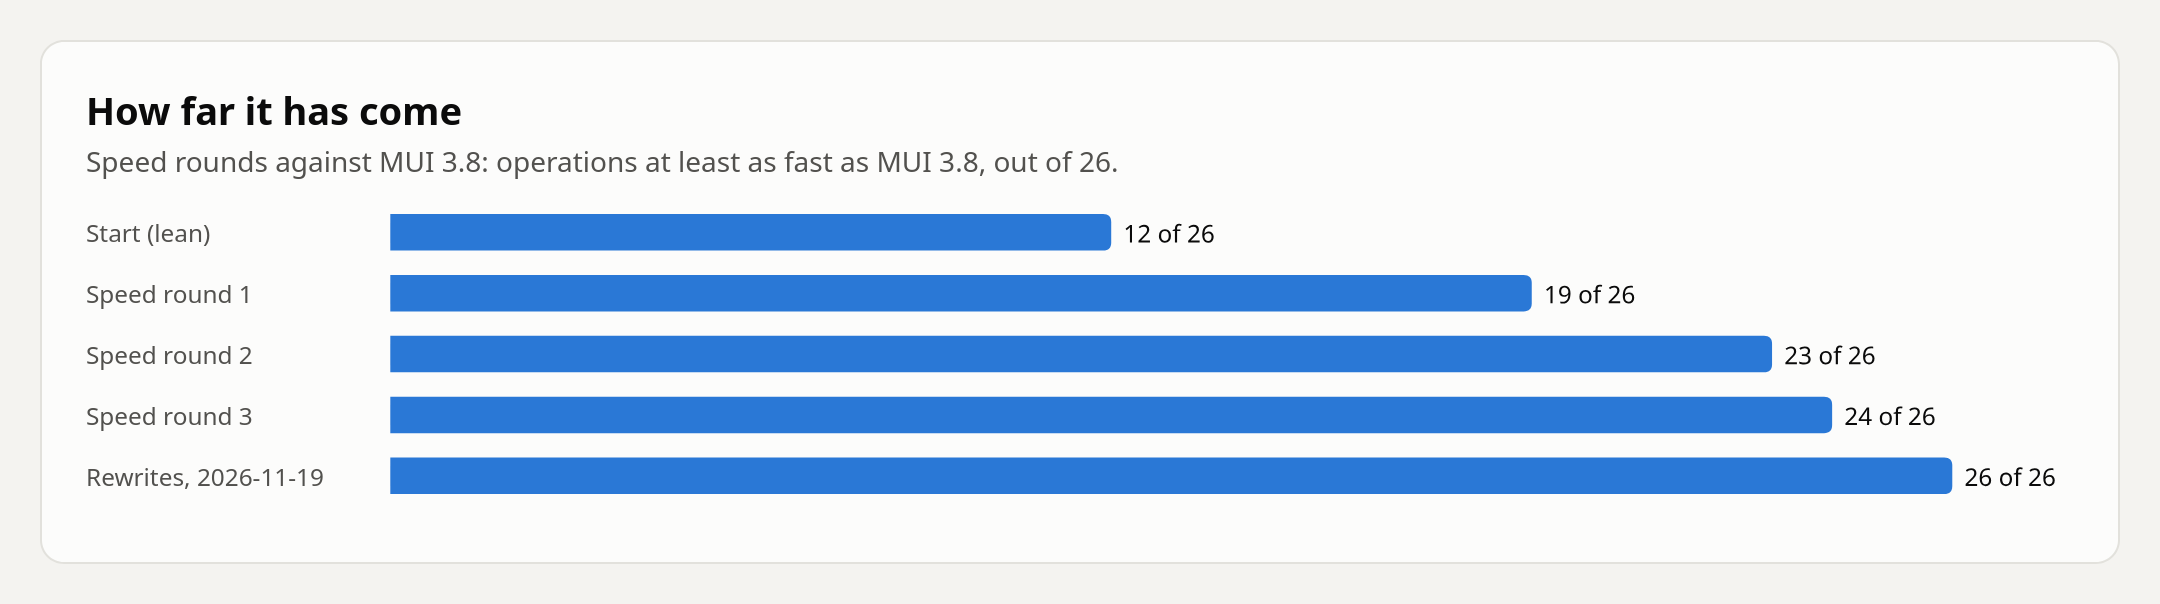 How far it has come
Speed rounds against MUI 3.8: operations at least as fast as MUI 3.8, out of 26.
Start (lean) 12 of 26
Speed round 1 19 of 26
Speed round 2 23 of 26
Speed round 3 24 of 26
Rewrites, 2026-11-19 26 of 26